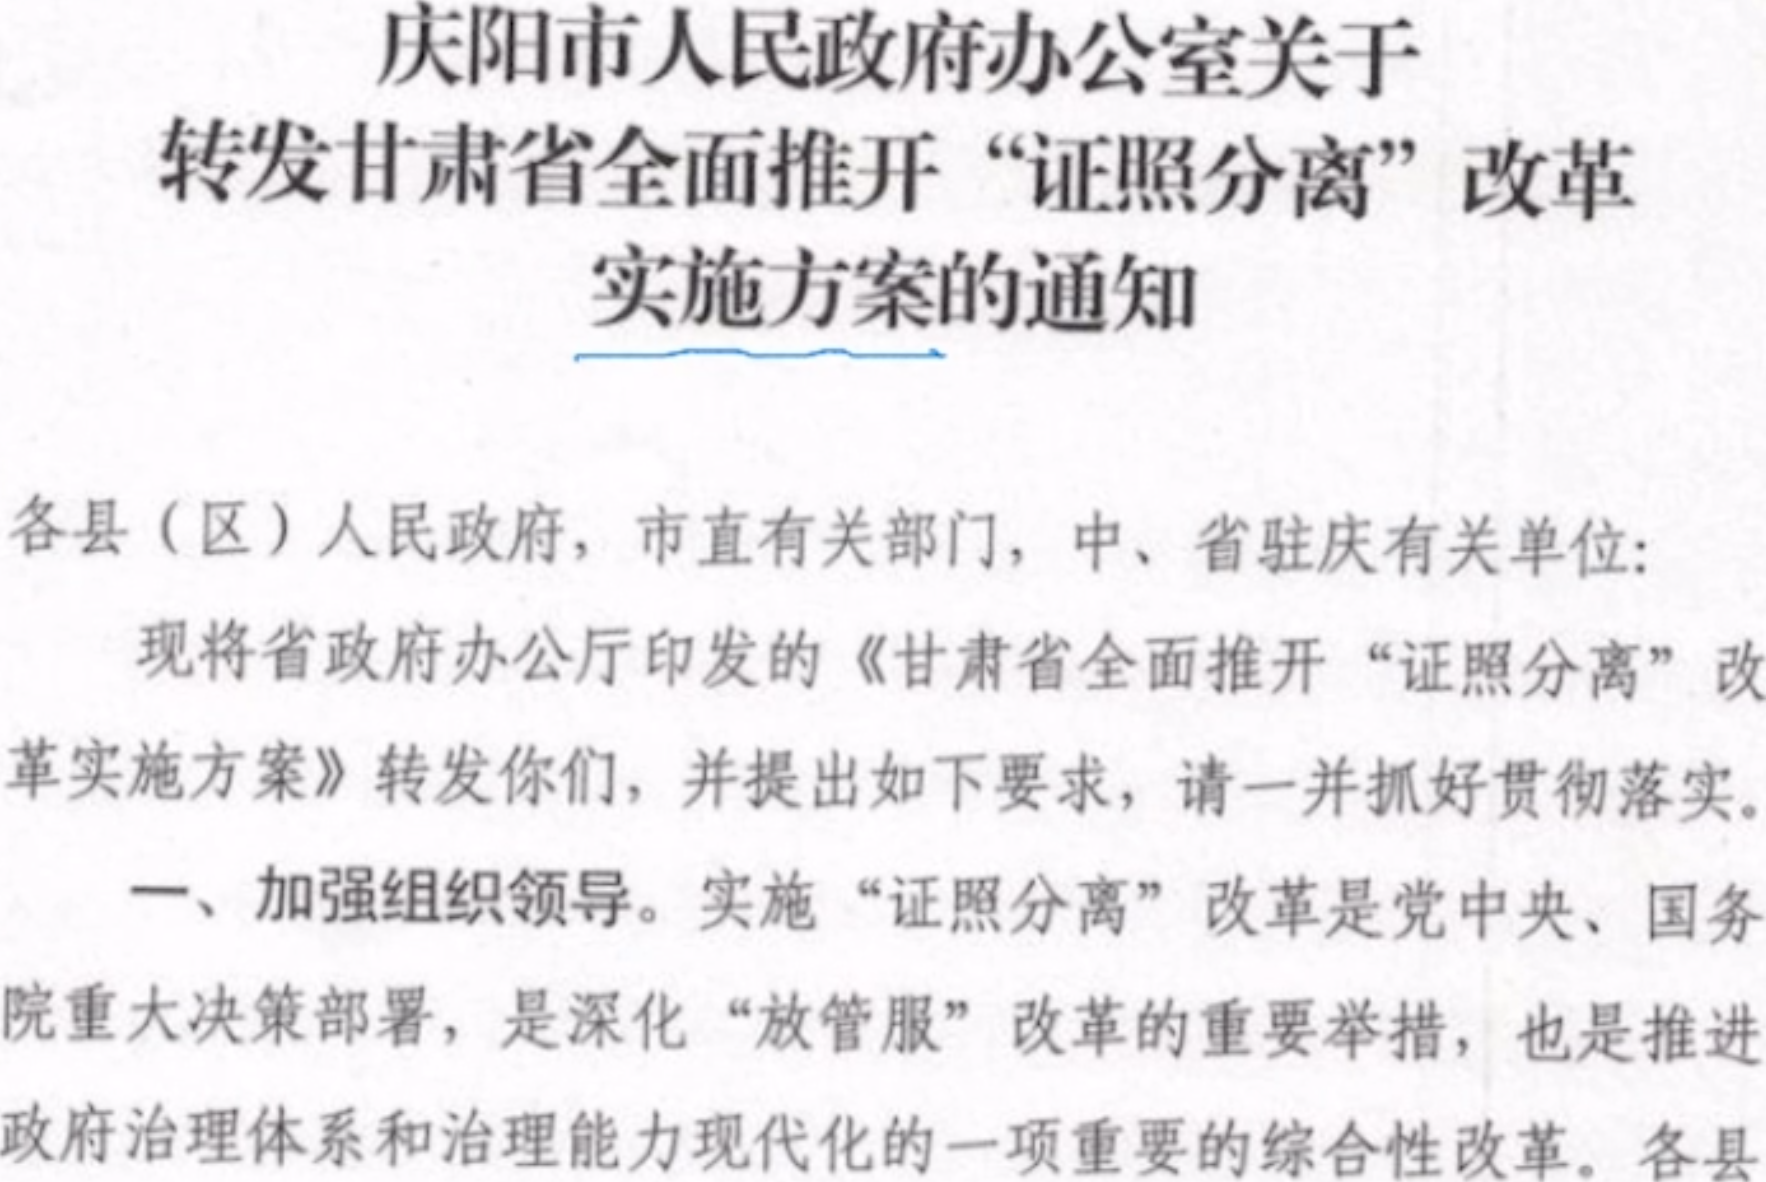 庆阳市人民政府办公室关于
转发甘肃省全面推开“证照分离”改革
实施方案的通知
各县（区）人民政府，市直有关部门，中、省驻庆有关单位：
现将省政府办公厅印发的《甘肃省全面推开“证照分离”改
革实施方案》转发你们，并提出如下要求，请一并抓好贯彻落实。
一、加强组织领导。实施“证照分离”改革是党中央、国务
院重大决策部署，是深化“放管服”改革的重要举措，也是推进
政府治理体系和治理能力现代化的一项重要的综合性改革。各县